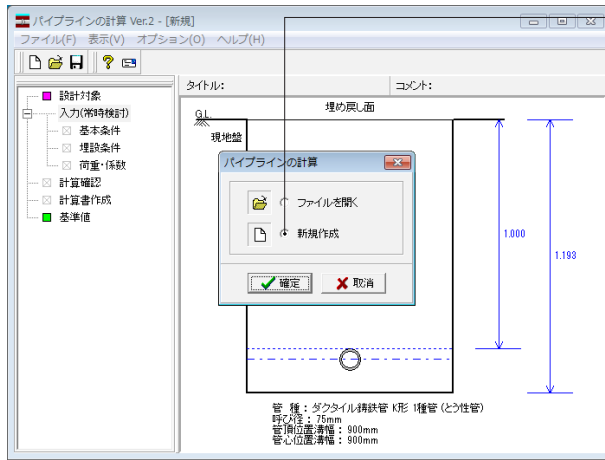 パイプラインの計算 Ver.2 - [新規]
ファイル(F) 表示(V) オプション(O) ヘルプ(H)
タイトル:
コメント:
設計対象
入力(常時検討)
基本条件
埋設条件
荷重・係数
計算確認
計算書作成
基準値
埋め戻し面
G.L.
現地盤
パイプラインの計算
ファイルを開く
新規作成
確定
取消
1.000
1.193
管 種 : ダクタイル鋳鉄管 K形 1種管 (とう性管)
呼び径 : 75mm
管頂位置溝幅 : 900mm
管心位置溝幅 : 900mm